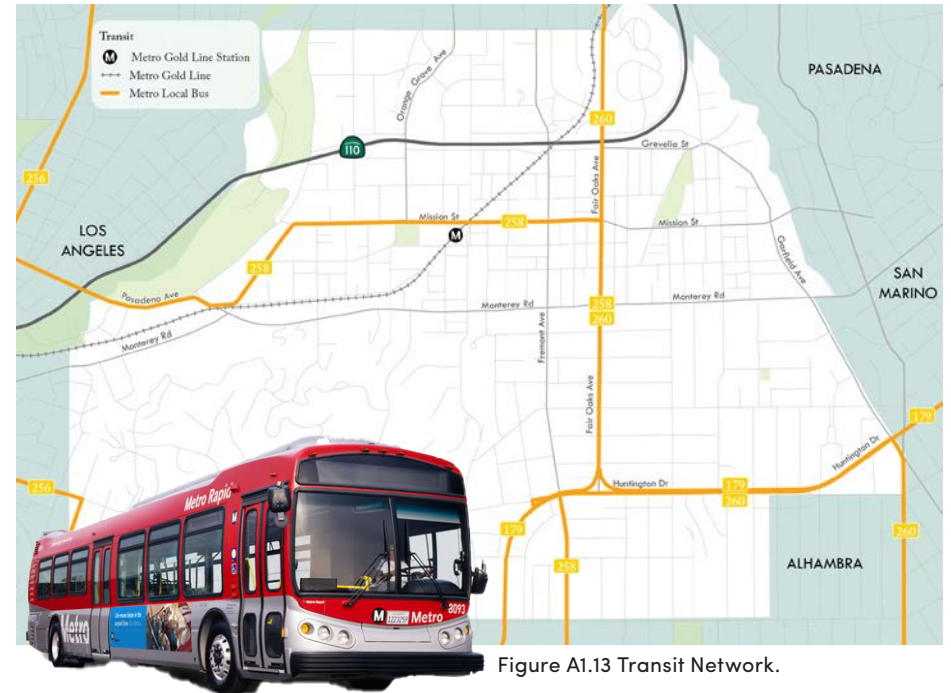 Transit
M Metro Gold Line Station
Metro Gold Line
Metro Local Bus
PASADENA
Orange Grove Ave
260
110
Grevelia St
256
Fair Oaks Ave
LOS
ANGELES
Mission St
258
Mission St
M
Garfield Ave
258
SAN
MARINO
Pasadena Ave
Monterey Rd
258
260
Monterey Rd
Monterey Rd
Fremont Ave
Fair Oaks Ave
179
Huntington Dr
256
Huntington Dr
179
260
Metro Rapid
179
260
258
ALHAMBRA
8093
M Metro
Metro
Figure A1.13 Transit Network.